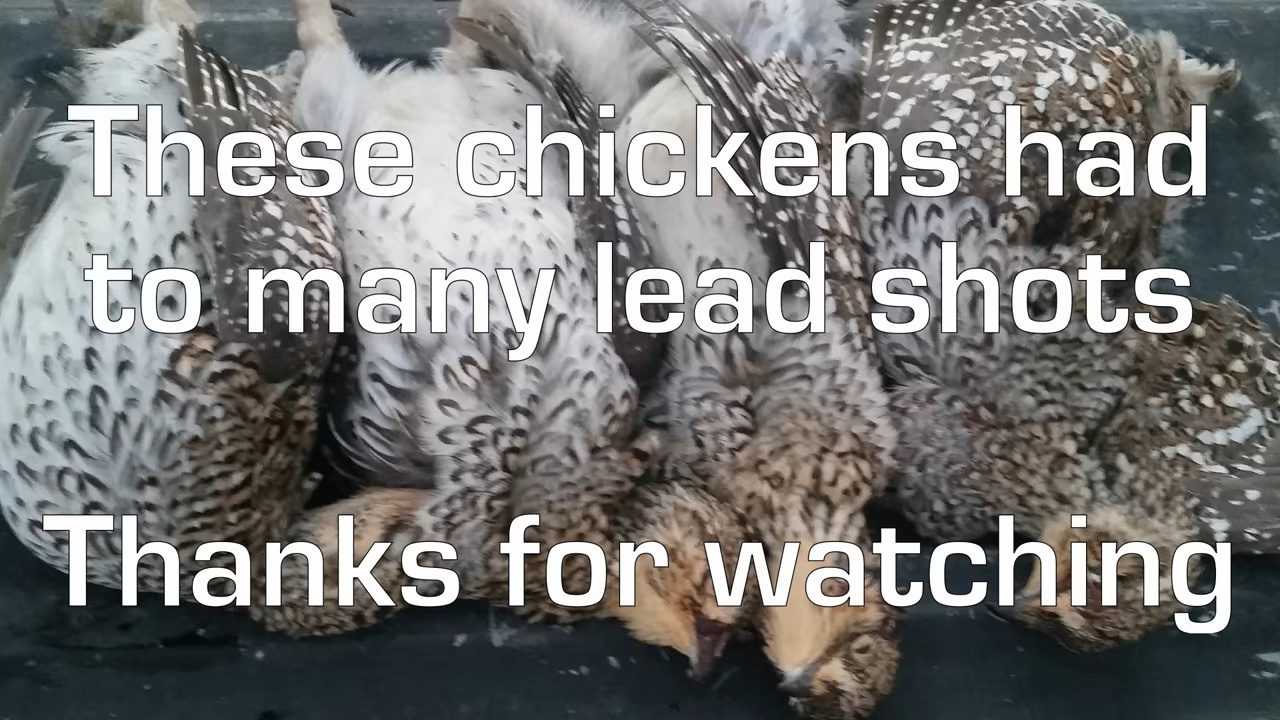 These chickens had
to many lead shots
Thanks for watching